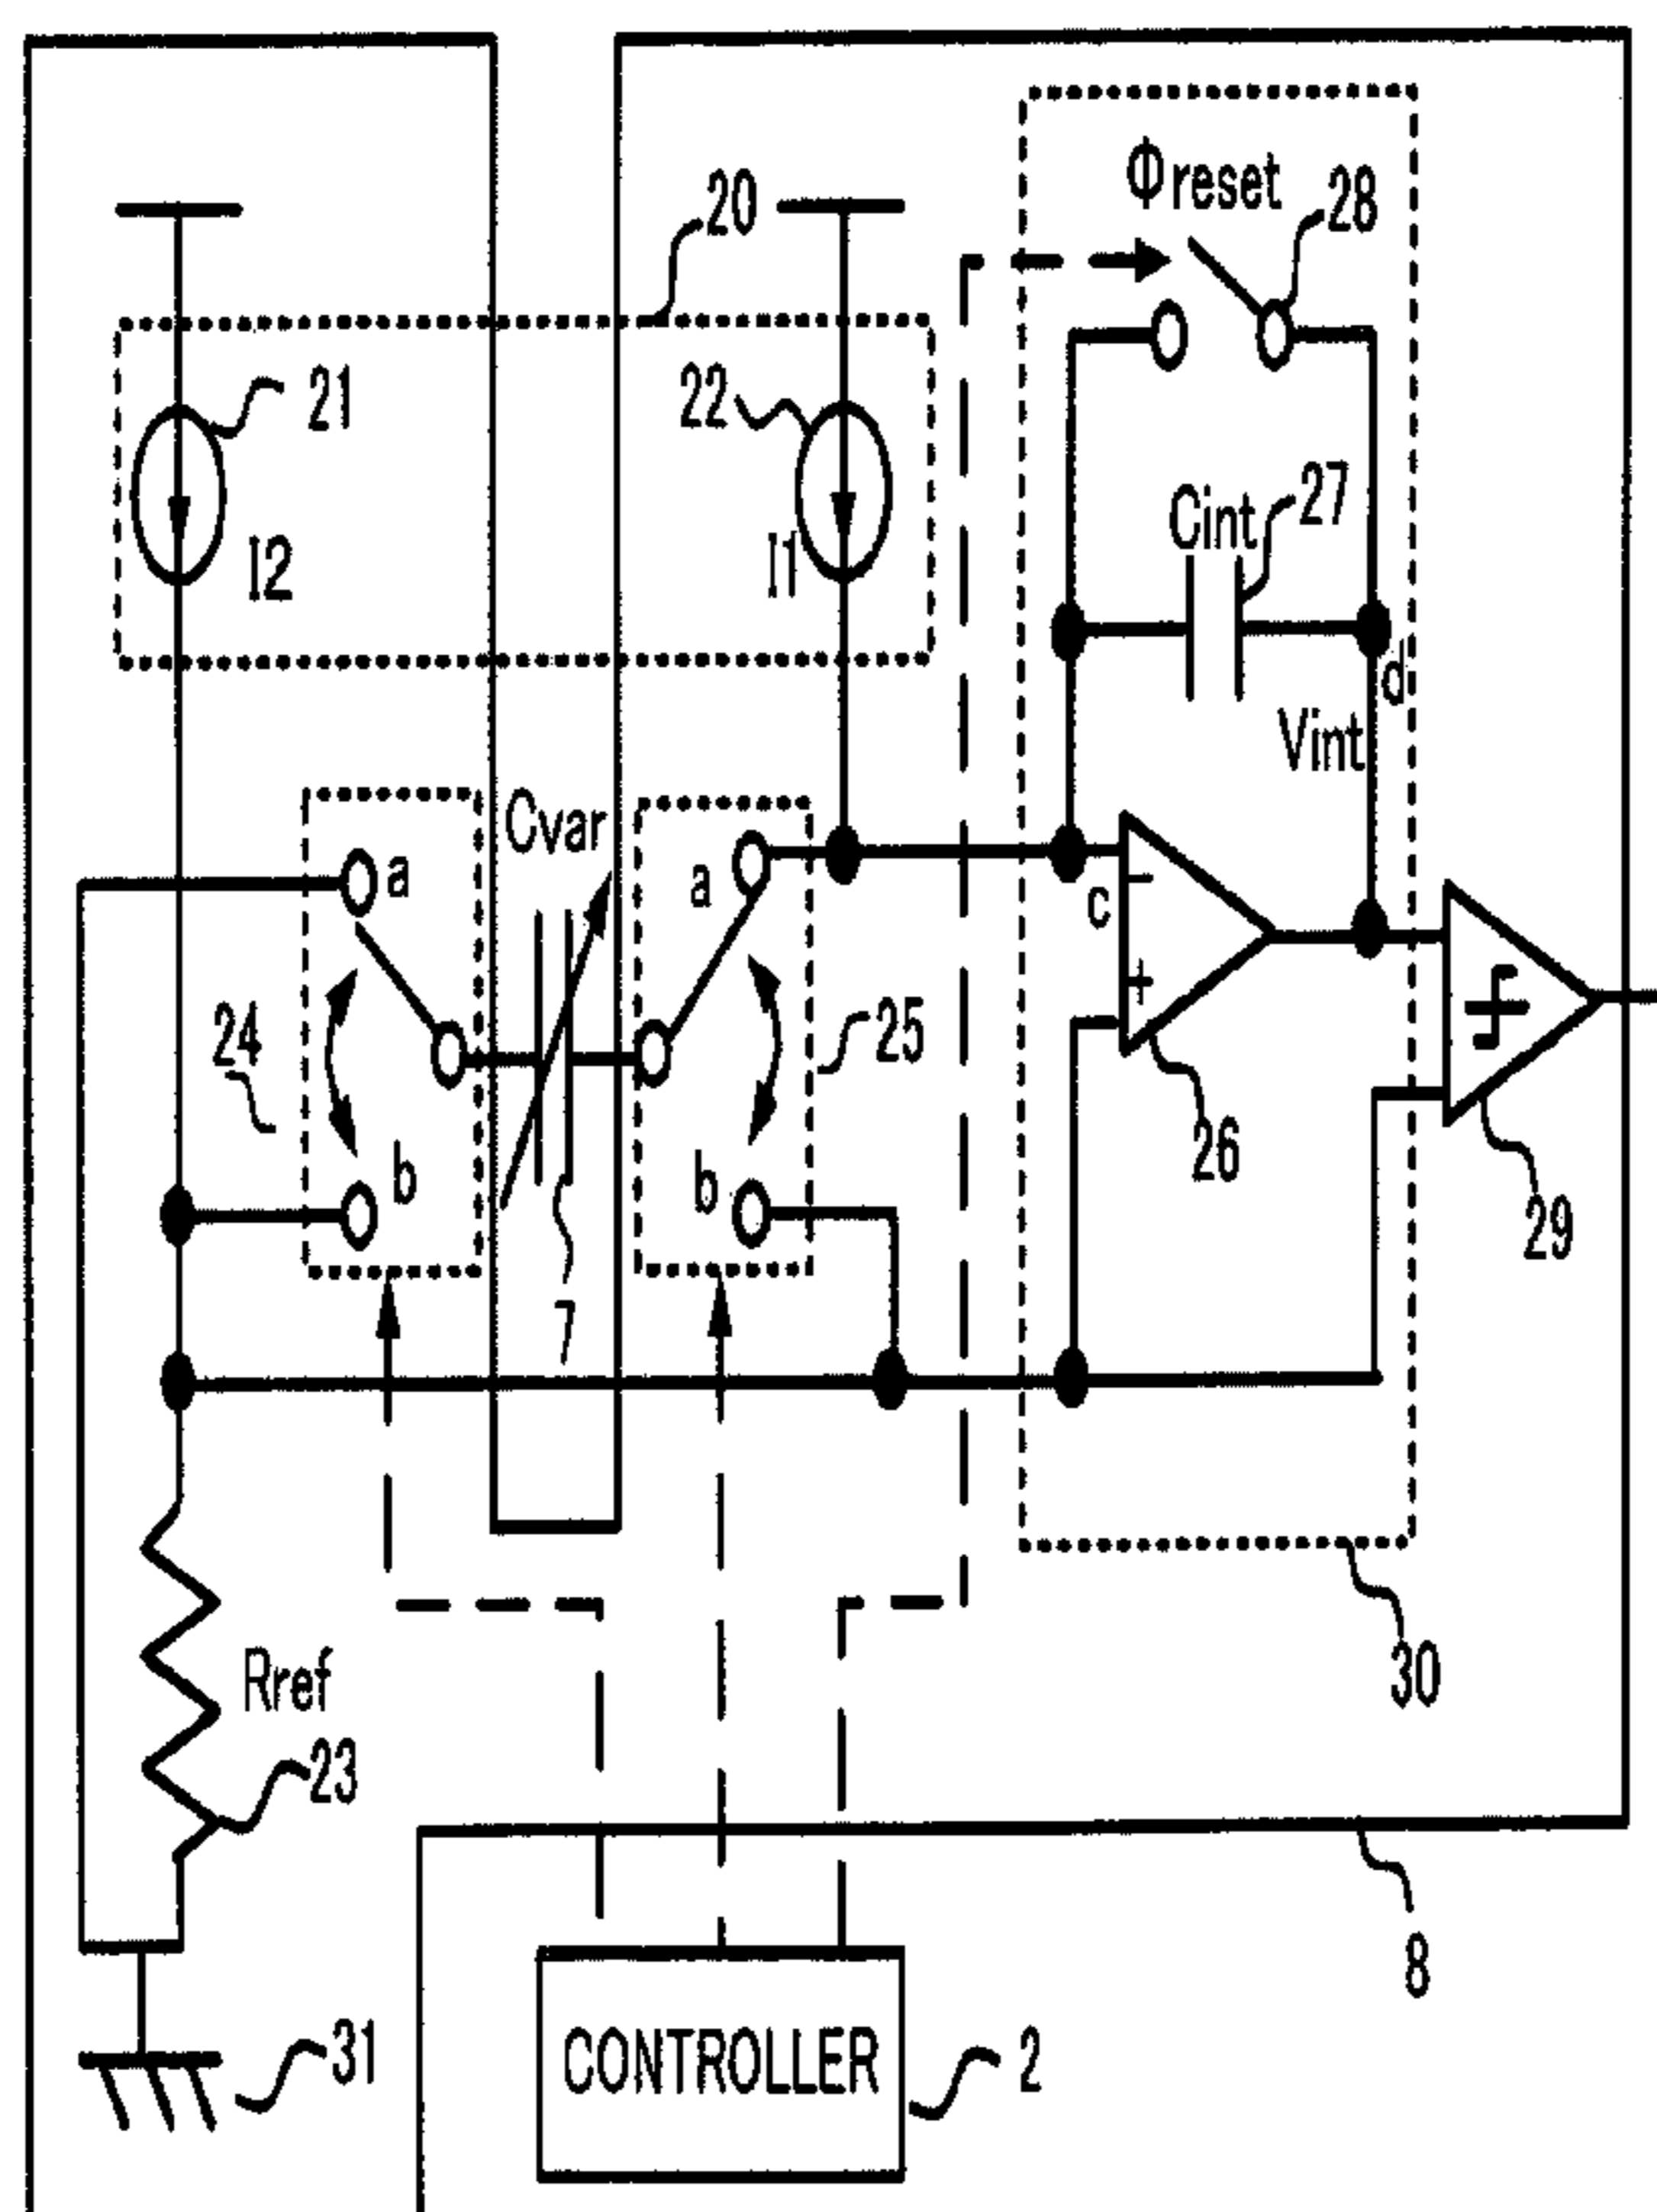 Φreset
28
20
21
22
I2
I1
Cint
27
d
Vint
Cvar
a
a
c
−
+
24
25
b
b
26
29
7
Rref
30
23
8
31
CONTROLLER
2